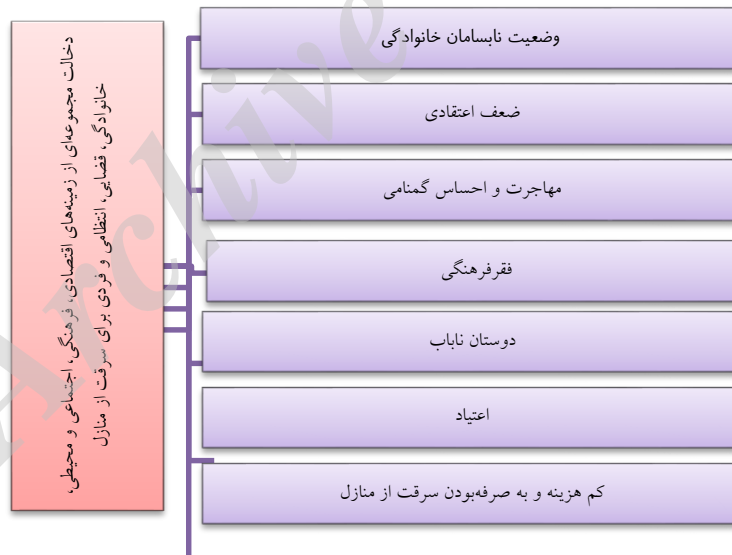 دخالت مجموعه‌ای از زمینه‌های اقتصادی، فرهنگی، اجتماعی و محیطی،
خانوادگی، قضایی، انتظامی و فردی برای سرقت از منازل
وضعیت نابسامان خانوادگی
ضعف اعتقادی
مهاجرت و احساس گمنامی
فقرفرهنگی
دوستان ناباب
اعتیاد
کم هزینه و به صرفه‌بودن سرقت از منازل
Archive